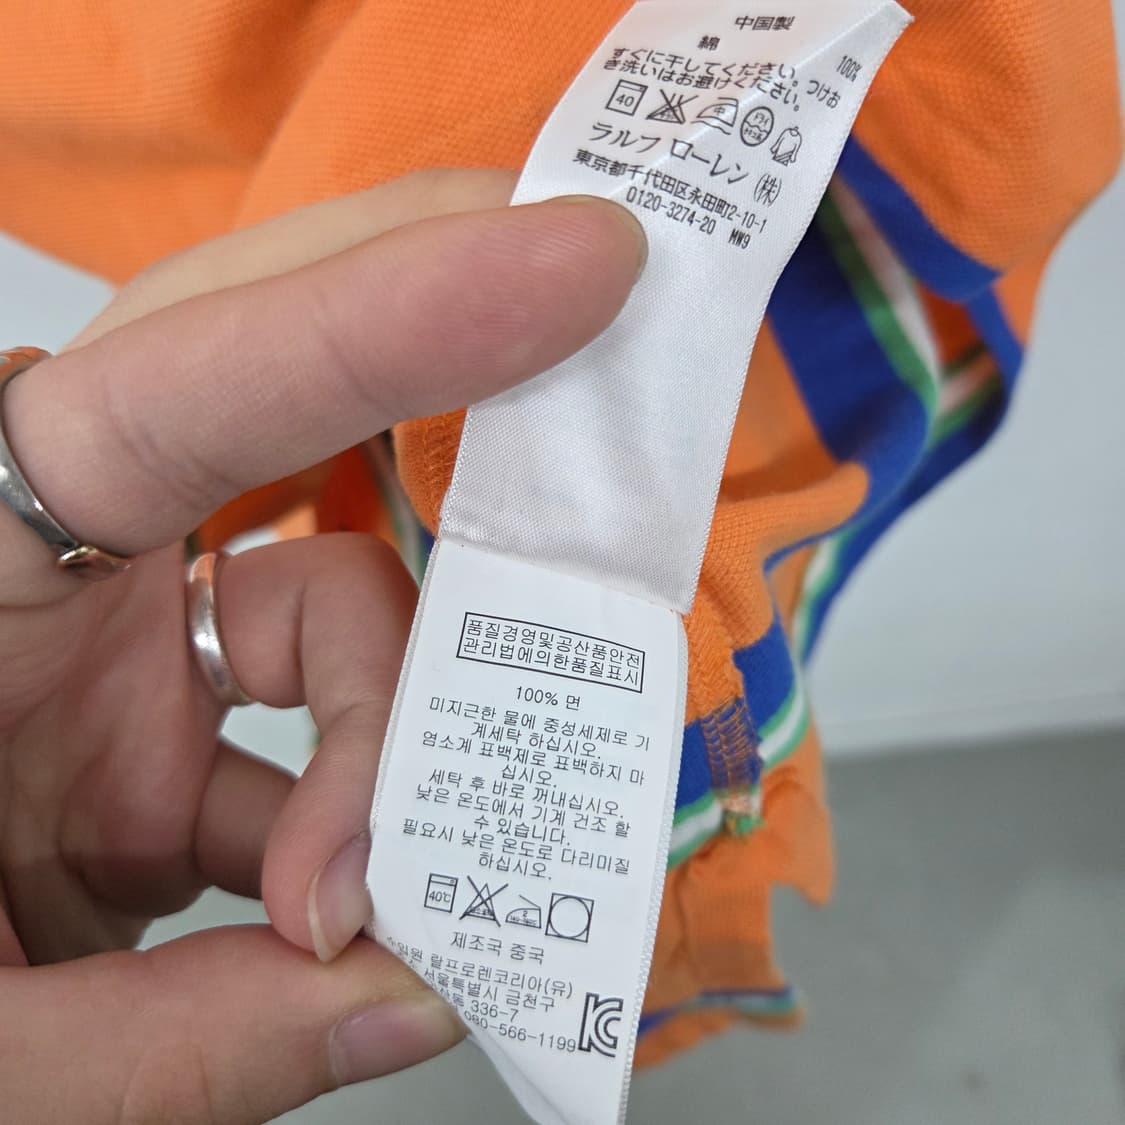 中国製
綿 100%
すぐに干してください。つけお
き洗いはお避けください。
40 中 ドライ
ラルフ ローレン (株)
東京都千代田区永田町2-10-1
0120-3274-20 MW9
품질경영및공산품안전
관리법에의한품질표시
100% 면
미지근한 물에 중성세제로 기
계세탁 하십시오.
염소계 표백제로 표백하지 마
십시오.
세탁 후 바로 꺼내십시오.
낮은 온도에서 기계 건조 할
수 있습니다.
필요시 낮은 온도로 다리미질
하십시오.
40℃ 2
제조국 중국
랄프로렌코리아(유)
서울특별시 금천구
336-7
080-566-1199